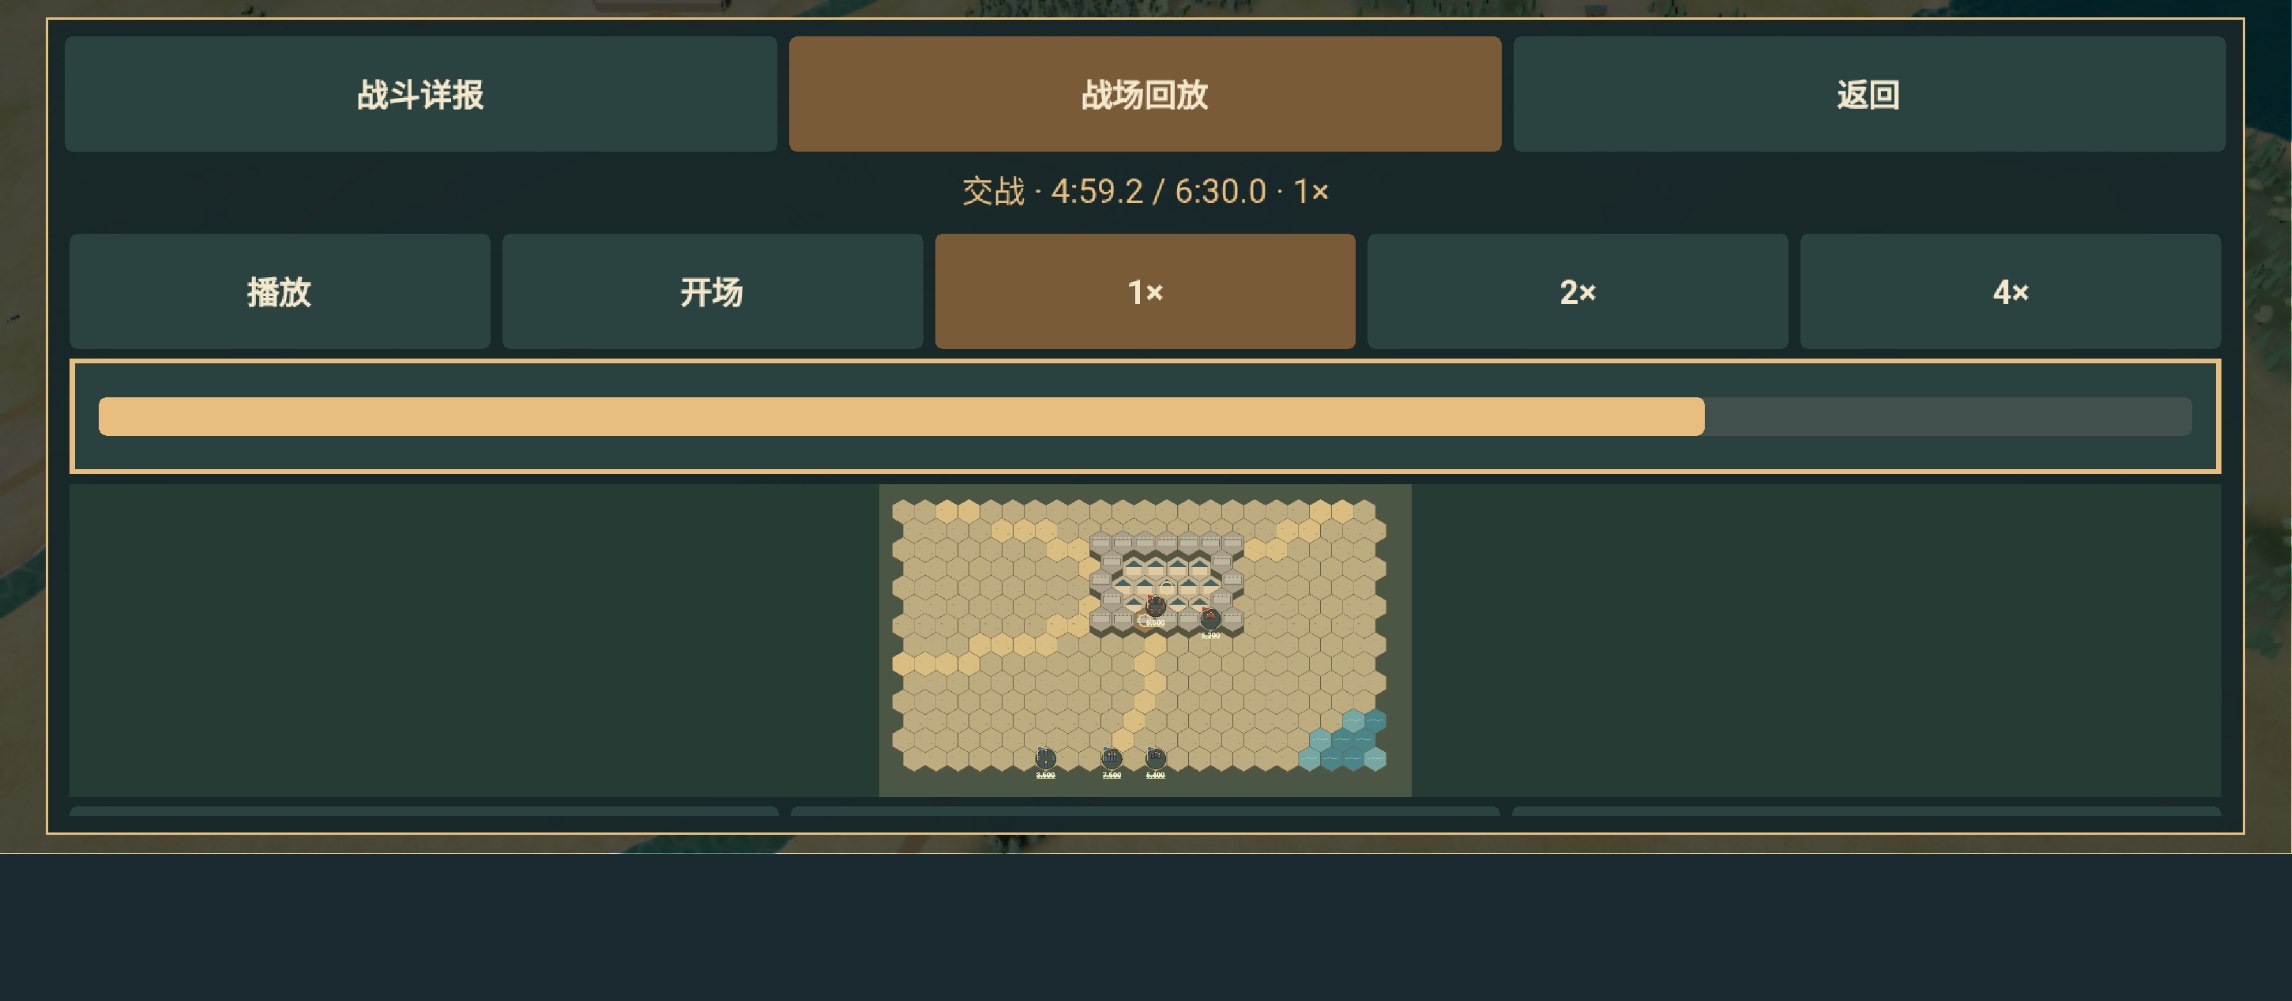 战斗详报
战场回放
返回
交战 · 4:59.2 / 6:30.0 · 1×
播放
开场
1×
2×
4×